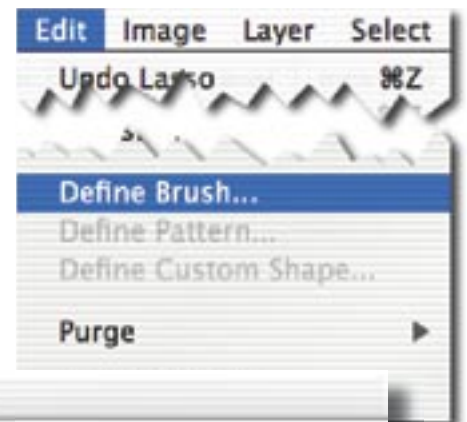 Edit Image Layer Select
Undo Lasso ⌘Z
Define Brush...
Define Pattern...
Define Custom Shape...
Purge ▶